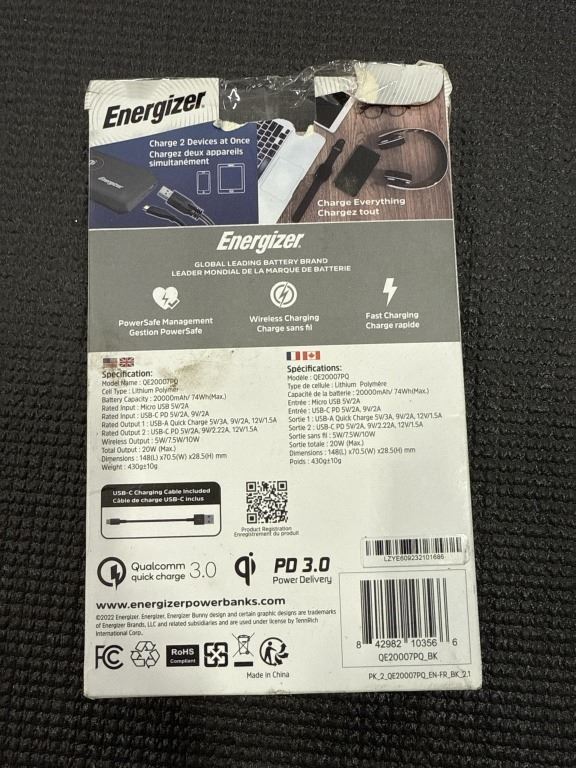 Energizer
Charge 2 Devices at Once
Chargez deux appareils
simultanément
Energizer
Charge Everything
Chargez tout
Energizer
GLOBAL LEADING BATTERY BRAND
LEADER MONDIAL DE LA MARQUE DE BATTERIE
PowerSafe Management
Gestion PowerSafe
Wireless Charging
Charge sans fil
Fast Charging
Charge rapide
Specification:
Model Name : QE20007PQ
Cell Type : Lithium Polymer
Battery Capacity : 20000mAh/ 74Wh(Max.)
Rated Input : Micro USB 5V/2A
Rated Input : USB-C PD 5V/2A, 9V/2A
Rated Output 1 : USB-A Quick Charge 5V/3A, 9V/2A, 12V/1.5A
Rated Output 2 : USB-C PD 5V/2A, 9V/2.22A, 12V/1.5A
Wireless Output : 5W/7.5W/10W
Total Output : 20W (Max.)
Dimensions : 148(L) x70.5(W) x28.5(H) mm
Weight : 430g±10g
Spécifications:
Modèle : QE20007PQ
Type de cellule : Lithium Polymère
Capacité de la batterie : 20000mAh/ 74Wh(Max.)
Entrée : Micro USB 5V/2A
Entrée : USB-C PD 5V/2A, 9V/2A
Sortie 1 : USB-A Quick Charge 5V/3A, 9V/2A, 12V/1.5A
Sortie 2 : USB-C PD 5V/2A, 9V/2.22A, 12V/1.5A
Sortie sans fil : 5W/7.5W/10W
Sortie totale : 20W (Max.)
Dimensions : 148(L) x70.5(W) x28.5(H) mm
Poids : 430g±10g
USB-C Charging Cable Included
Câble de charge USB-C inclus
Product Registration
Enregistrement du produit
LZYE609232101686
Qualcomm
quick charge 3.0
qi
PD 3.0
Power Delivery
www.energizerpowerbanks.com
©2022 Energizer. Energizer, Energizer Bunny design and certain graphic designs are trademarks
of Energizer Brands, LLC and related subsidiaries and are used under license by TennRich
International Corp.
FC
RoHS
Compliant
Made in China
8 42982 10356 6
QE20007PQ_BK
PK_2_QE20007PQ_EN-FR_BK_2.1